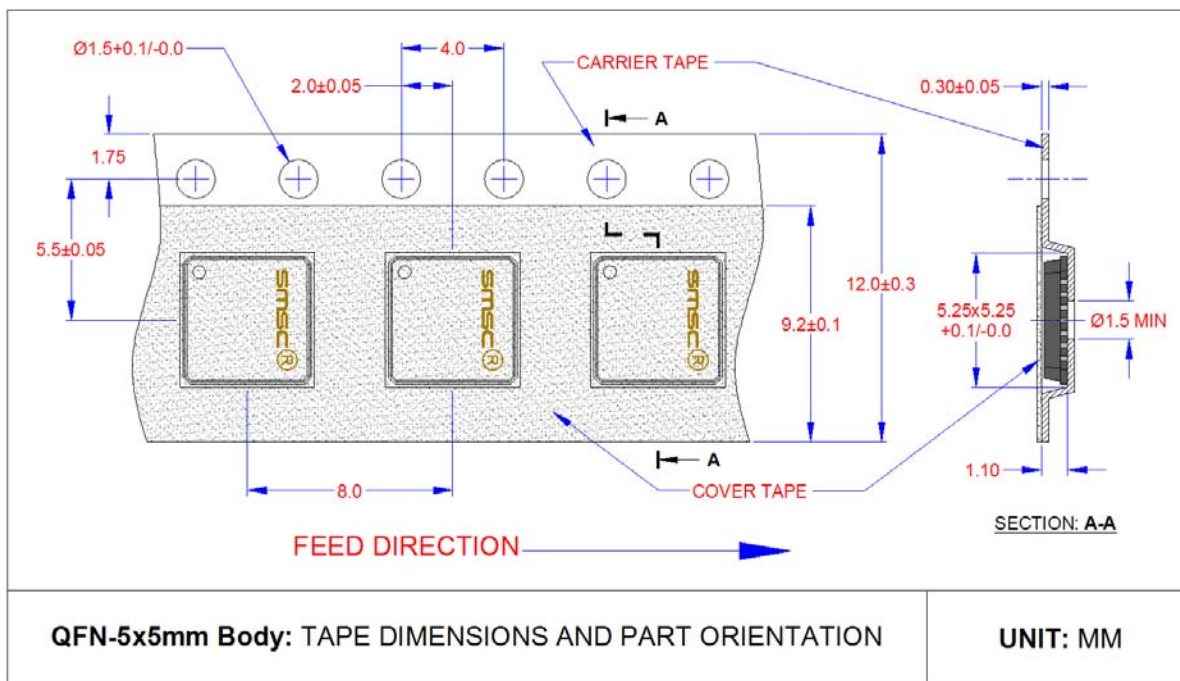 Ø1.5+0.1/-0.0
4.0
2.0±0.05
CARRIER TAPE
0.30±0.05
A
1.75
5.5±0.05
smsc®
smsc®
smsc®
12.0±0.3
9.2±0.1
5.25x5.25
+0.1/-0.0
Ø1.5 MIN
A
1.10
8.0
COVER TAPE
SECTION: A-A
FEED DIRECTION
QFN-5x5mm Body: TAPE DIMENSIONS AND PART ORIENTATION
UNIT: MM